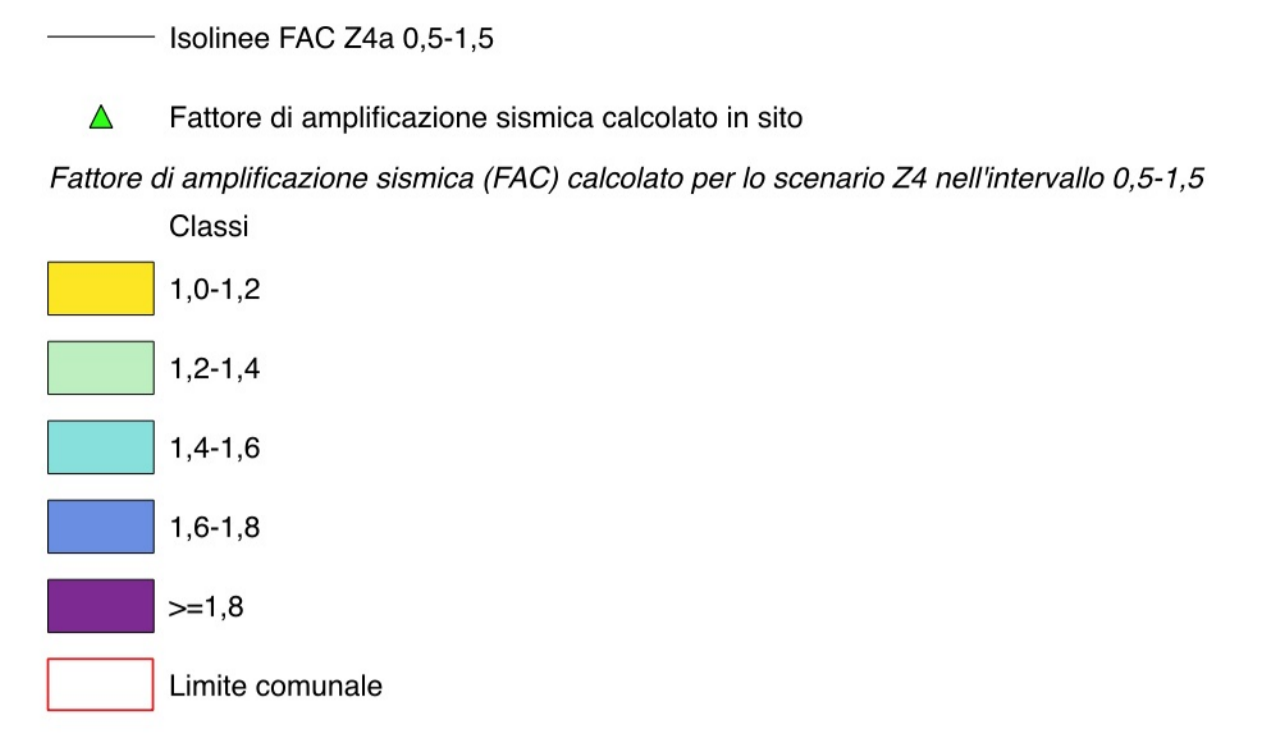 Isolinee FAC Z4a 0,5-1,5
Fattore di amplificazione sismica calcolato in sito
Fattore di amplificazione sismica (FAC) calcolato per lo scenario Z4 nell'intervallo 0,5-1,5
Classi
1,0-1,2
1,2-1,4
1,4-1,6
1,6-1,8
>=1,8
Limite comunale